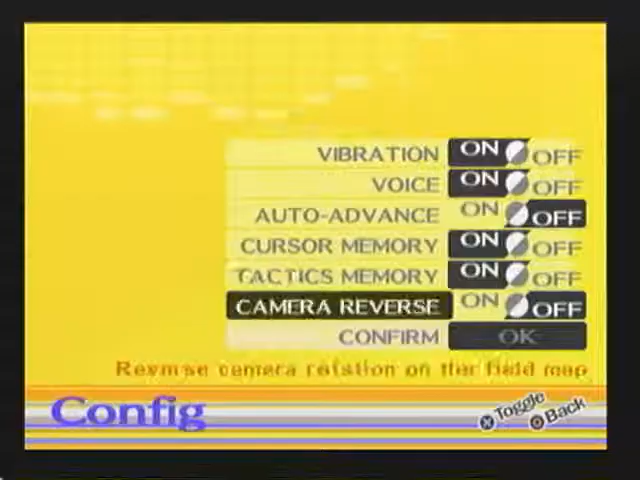 VIBRATION ON OFF
VOICE ON OFF
AUTO-ADVANCE ON OFF
CURSOR MEMORY ON OFF
TACTICS MEMORY ON OFF
CAMERA REVERSE ON OFF
CONFIRM OK
Reverse camera rotation on the field map
Config
Toggle
Back